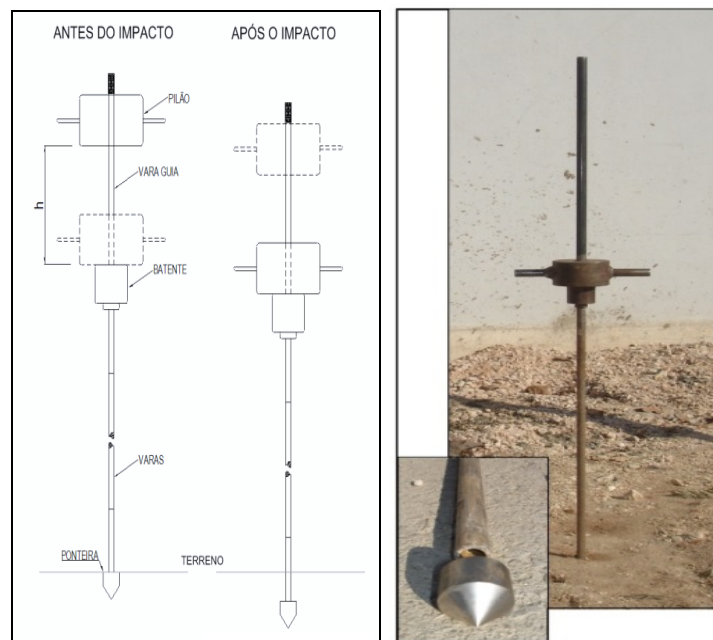 ANTES DO IMPACTO
APÓS O IMPACTO
PILÃO
VARA GUIA
h
BATENTE
VARAS
PONTEIRA
TERRENO